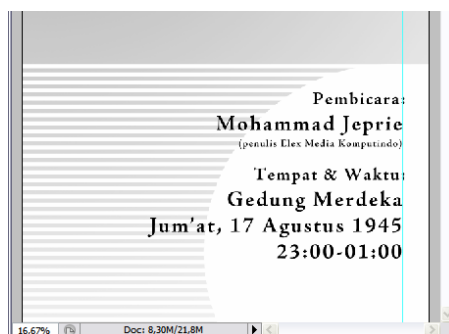 Pembicara:
Mohammad Jeprie
(penulis Elex Media Komputindo)
Tempat & Waktu:
Gedung Merdeka
Jum'at, 17 Agustus 1945
23:00-01:00
16.67% Doc: 8,30M/21,8M